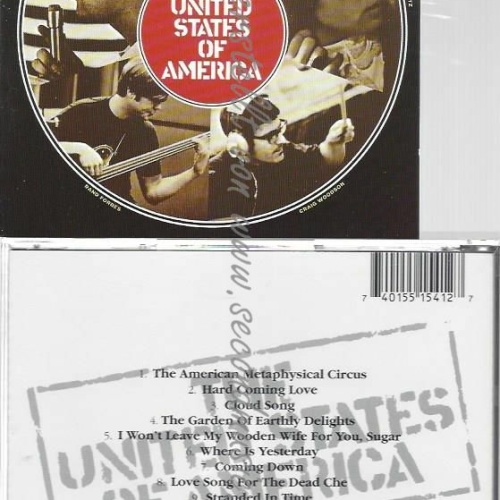 UNITED
STATES
OF
AMERICA
RAND FORBES
CRAIG WOODSON
7 40155 15412 7
1. The American Metaphysical Circus
2. Hard Coming Love
3. Cloud Song
4. The Garden Of Earthly Delights
5. I Won't Leave My Wooden Wife For You, Sugar
6. Where Is Yesterday
7. Coming Down
8. Love Song For The Dead Che
9. Stranded In Time
THE
UNITED STATES
OF AMERICA